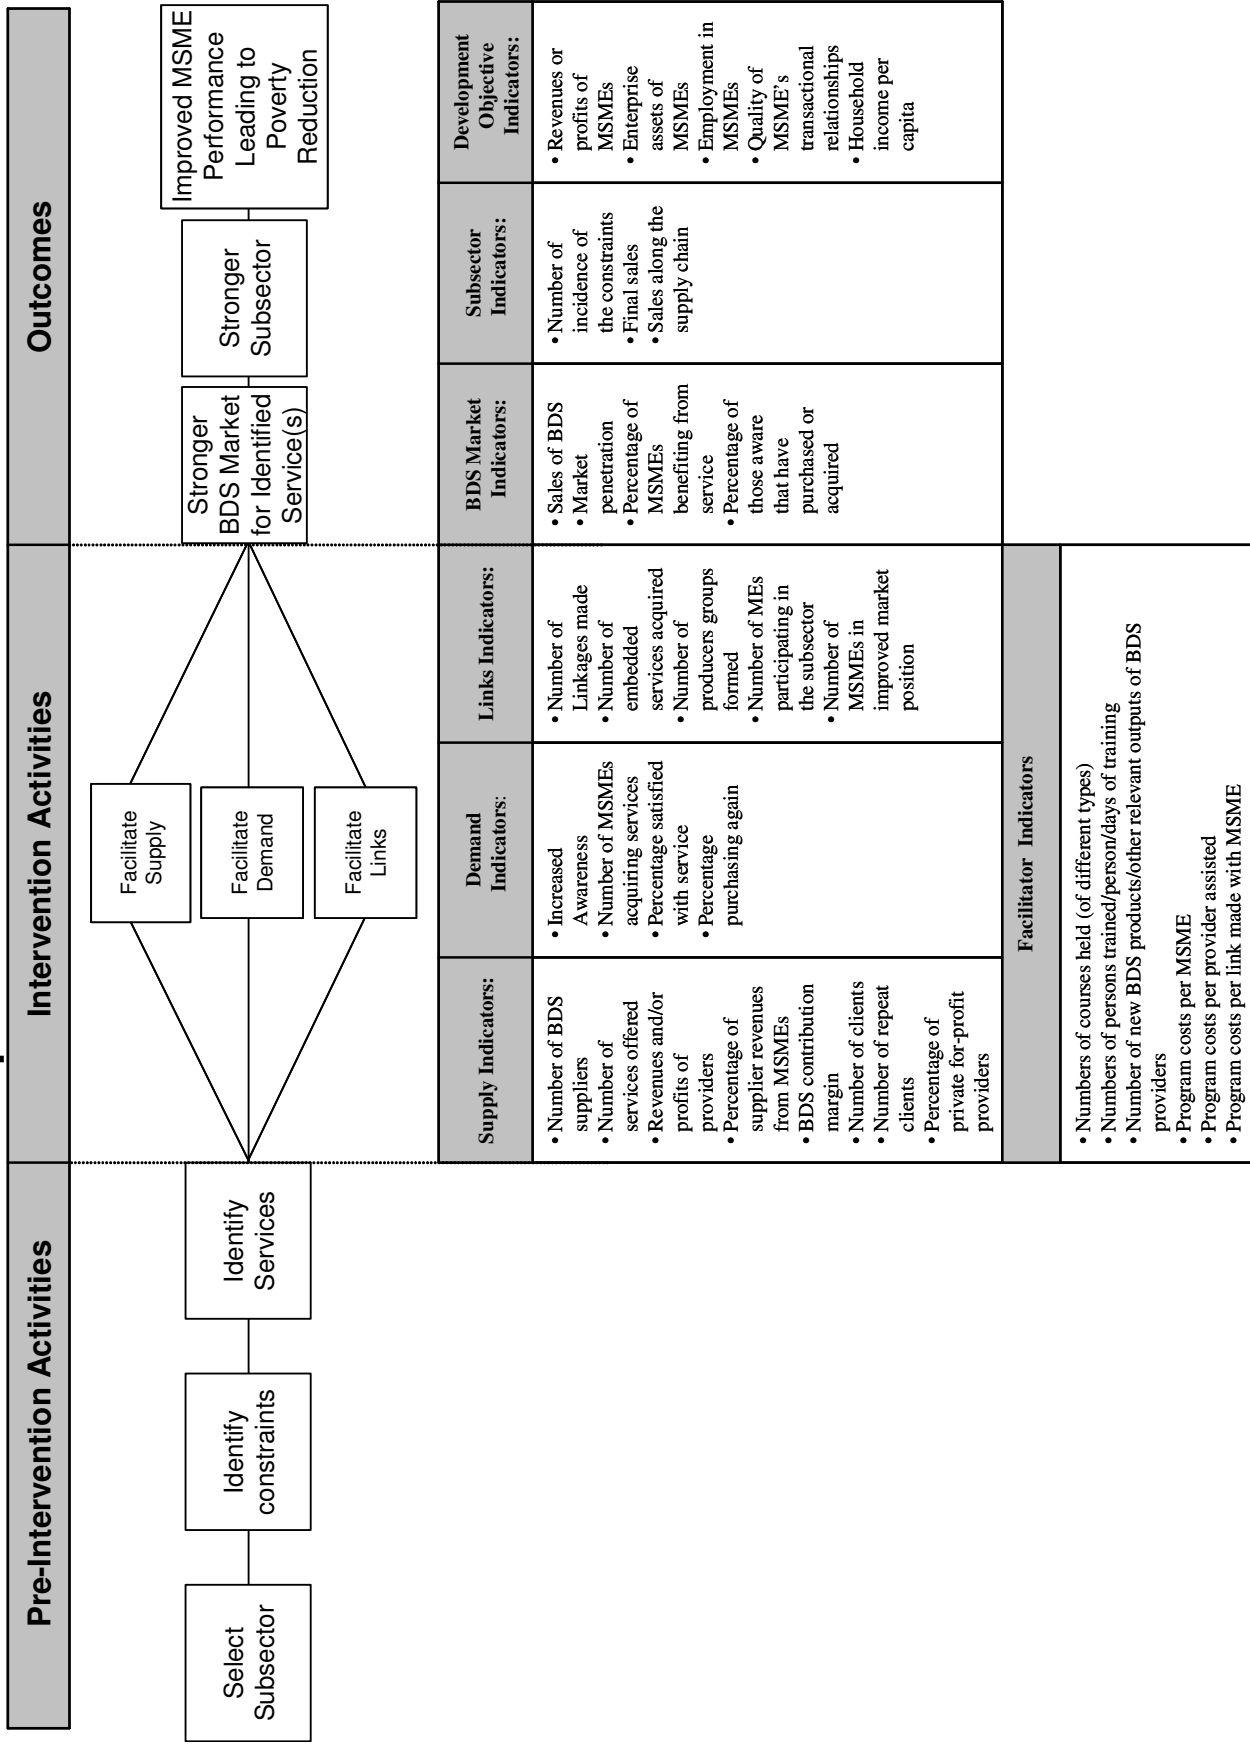 Pre-Intervention Activities
Intervention Activities
Outcomes
Select
Subsector
Identify
constraints
Identify
Services
Facilitate
Supply
Facilitate
Demand
Facilitate
Links
Stronger
BDS Market
for Identified
Service(s)
Stronger
Subsector
Improved MSME
Performance
Leading to
Poverty
Reduction
Supply Indicators:
• Number of BDS
suppliers
• Number of
services offered
• Revenues and/or
profits of
providers
• Percentage of
supplier revenues
from MSMEs
• BDS contribution
margin
• Number of clients
• Number of repeat
clients
• Percentage of
private for-profit
providers
Demand
Indicators:
• Increased
Awareness
• Number of MSMEs
acquiring services
• Percentage satisfied
with service
• Percentage
purchasing again
Links Indicators:
• Number of
Linkages made
• Number of
embedded
services acquired
• Number of
producers groups
formed
• Number of MEs
participating in
the subsector
• Number of
MSMEs in
improved market
position
BDS Market
Indicators:
• Sales of BDS
• Market
penetration
• Percentage of
MSMEs
benefiting from
service
• Percentage of
those aware
that have
purchased or
acquired
Subsector
Indicators:
• Number of
incidence of
the constraints
• Final sales
• Sales along the
supply chain
Development
Objective
Indicators:
• Revenues or
profits of
MSMEs
• Enterprise
assets of
MSMEs
• Employment in
MSMEs
• Quality of
MSME's
transactional
relationships
• Household
income per
capita
Facilitator Indicators
• Numbers of courses held (of different types)
• Numbers of persons trained/person/days of training
• Number of new BDS products/other relevant outputs of BDS
providers
• Program costs per MSME
• Program costs per provider assisted
• Program costs per link made with MSME